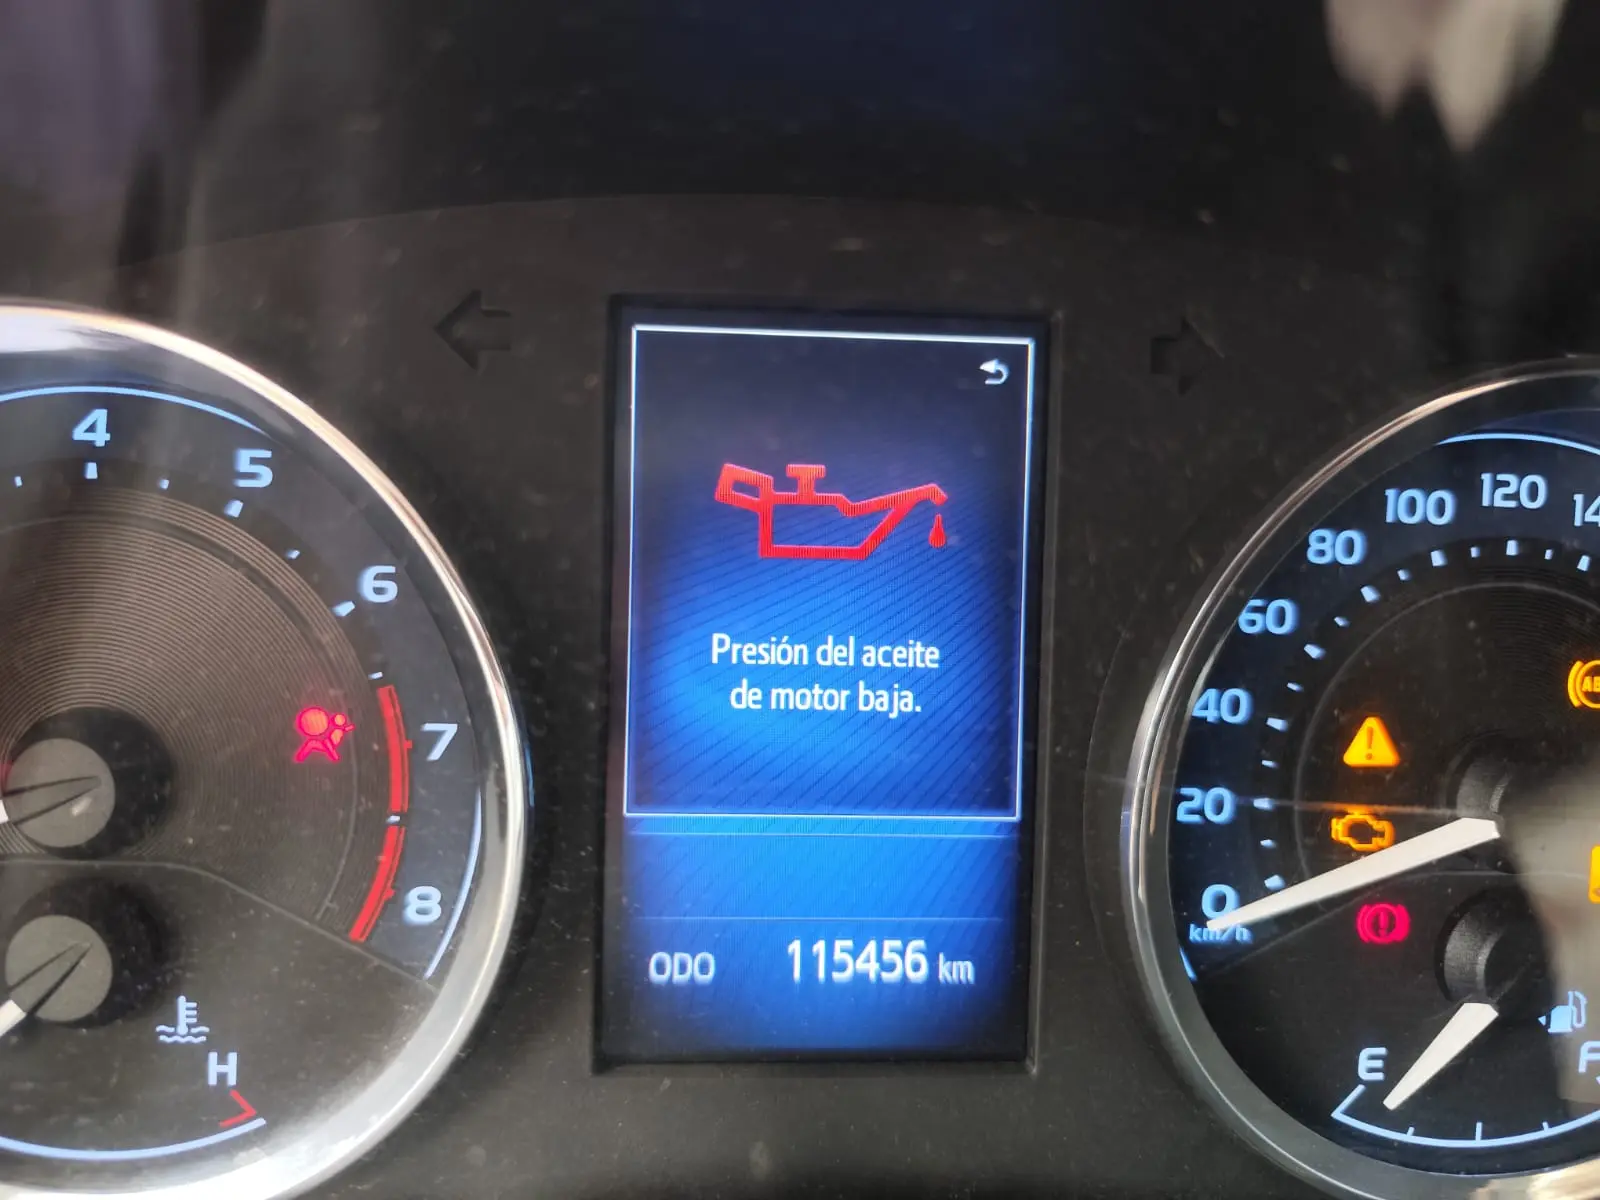 4
5
6
7
8
H
Presión del aceite
de motor baja.
ODO 115456 km
120
100
80
60
40
20
0
km/h
E